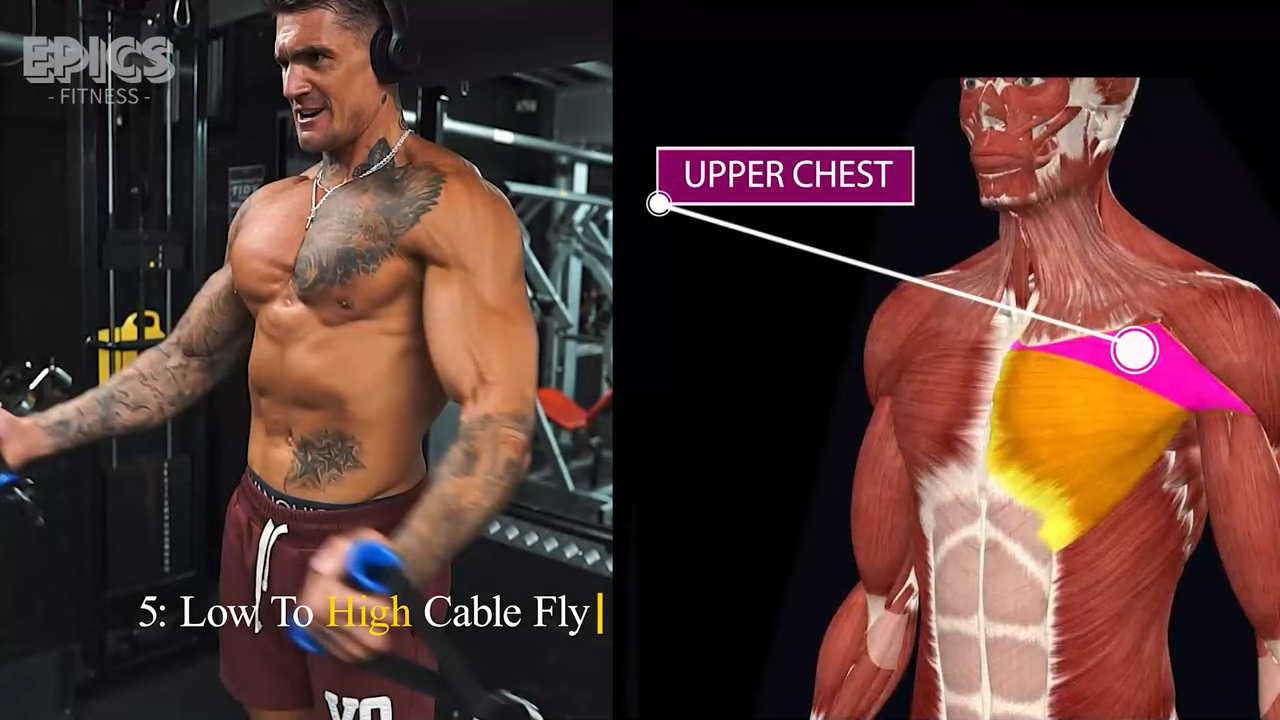 EPICS
- FITNESS -
UPPER CHEST
5: Low To High Cable Fly